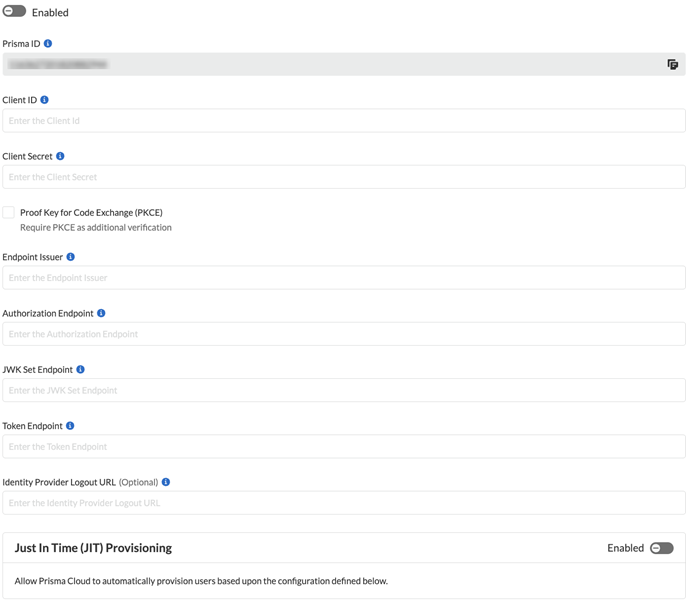 Enabled
Prisma ID
Client ID
Enter the Client Id
Client Secret
Enter the Client Secret
Proof Key for Code Exchange (PKCE)
Require PKCE as additional verification
Endpoint Issuer
Enter the Endpoint Issuer
Authorization Endpoint
Enter the Authorization Endpoint
JWK Set Endpoint
Enter the JWK Set Endpoint
Token Endpoint
Enter the Token Endpoint
Identity Provider Logout URL (Optional)
Enter the Identity Provider Logout URL
Just In Time (JIT) Provisioning Enabled
Allow Prisma Cloud to automatically provision users based upon the configuration defined below.